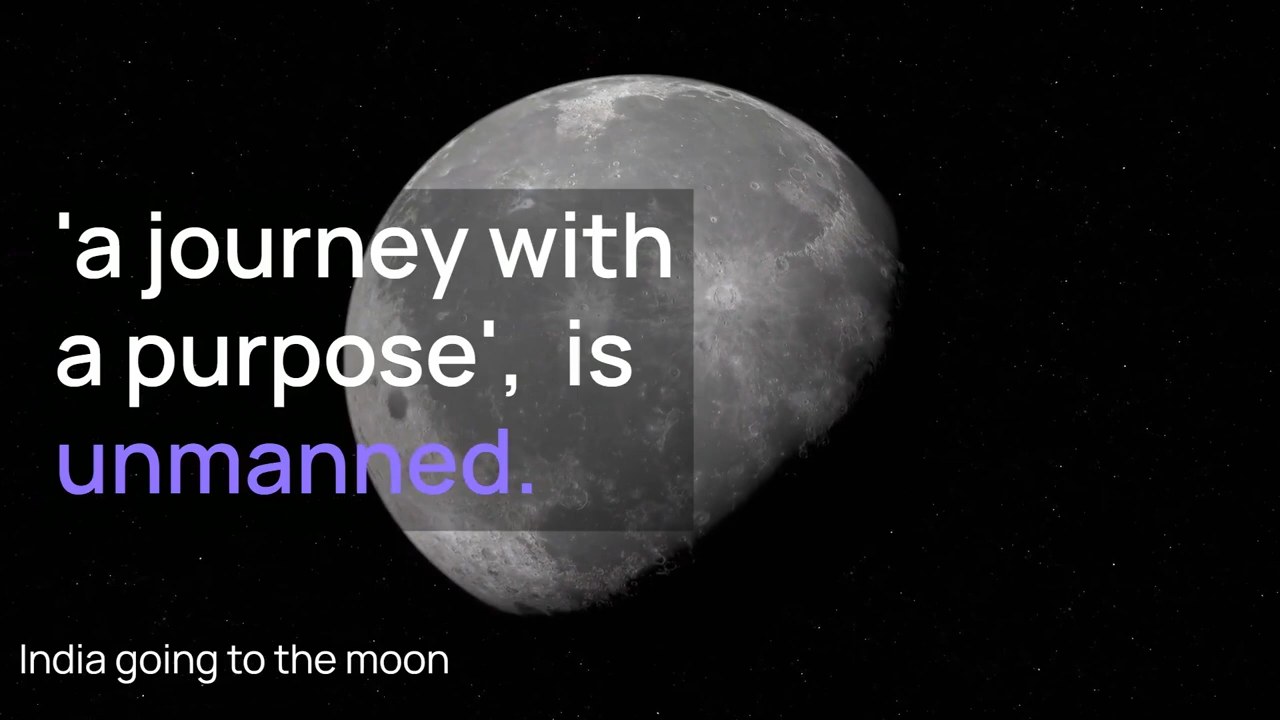 'a journey with
a purpose',  is
unmanned.
India going to the moon